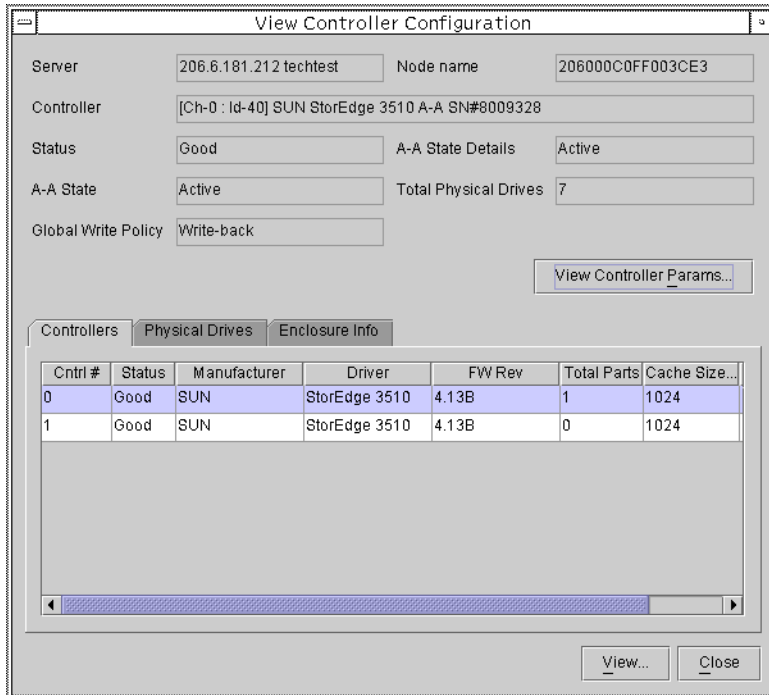 View Controller Configuration
Server 206.6.181.212 techtest Node name 206000C0FF003CE3
Controller [Ch-0 : Id-40] SUN StorEdge 3510 A-A SN#8009328
Status Good A-A State Details Active
A-A State Active Total Physical Drives 7
Global Write Policy Write-back
View Controller Params...
Controllers Physical Drives Enclosure Info
Cntrl # Status Manufacturer Driver FW Rev Total Parts Cache Size...
0 Good SUN StorEdge 3510 4.13B 1 1024
1 Good SUN StorEdge 3510 4.13B 0 1024
View... Close